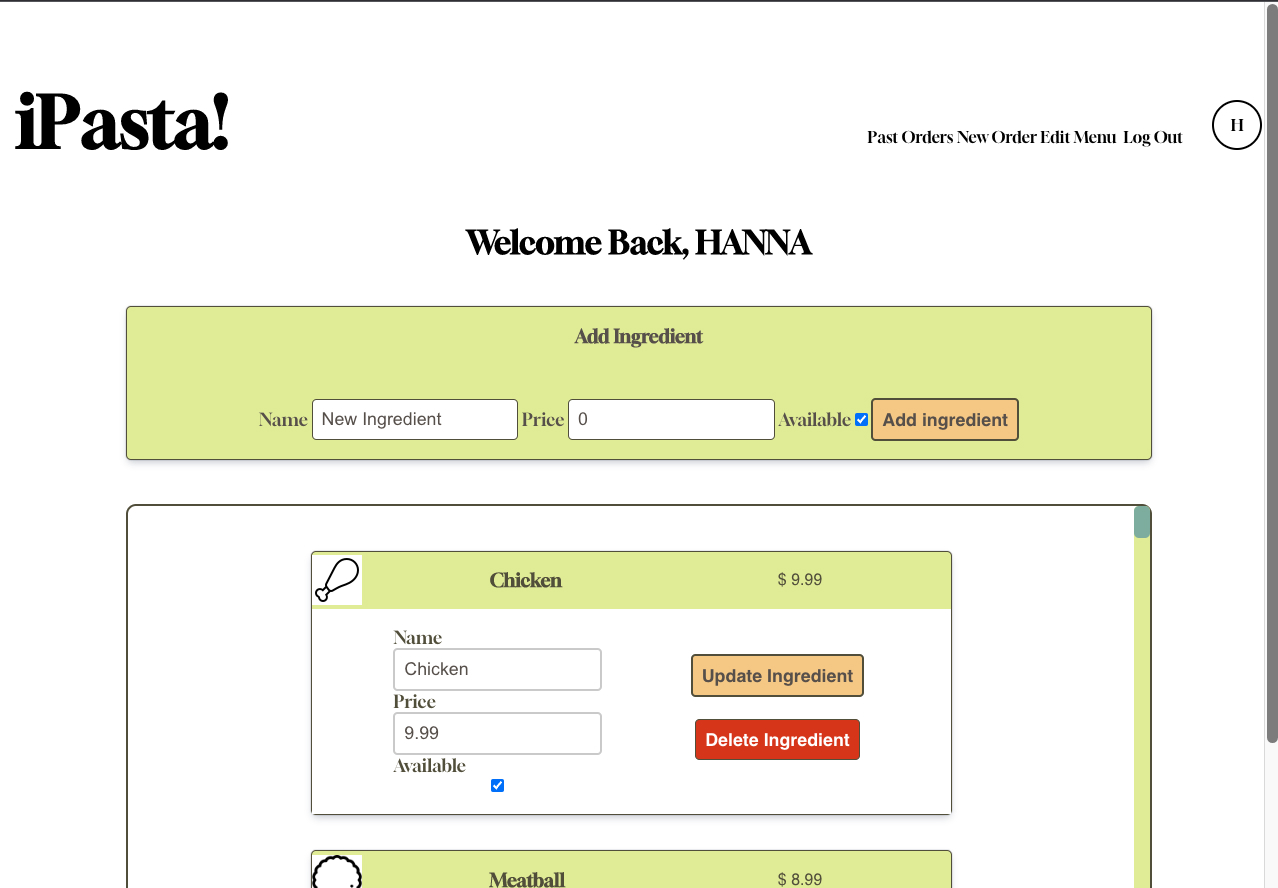 iPasta!
Past Orders New Order Edit Menu Log Out H
Welcome Back, HANNA
Add Ingredient
Name New Ingredient Price 0 Available Add ingredient
Chicken $ 9.99
Name
Chicken
Update Ingredient
Price
9.99
Delete Ingredient
Available
Meatball $ 8.99